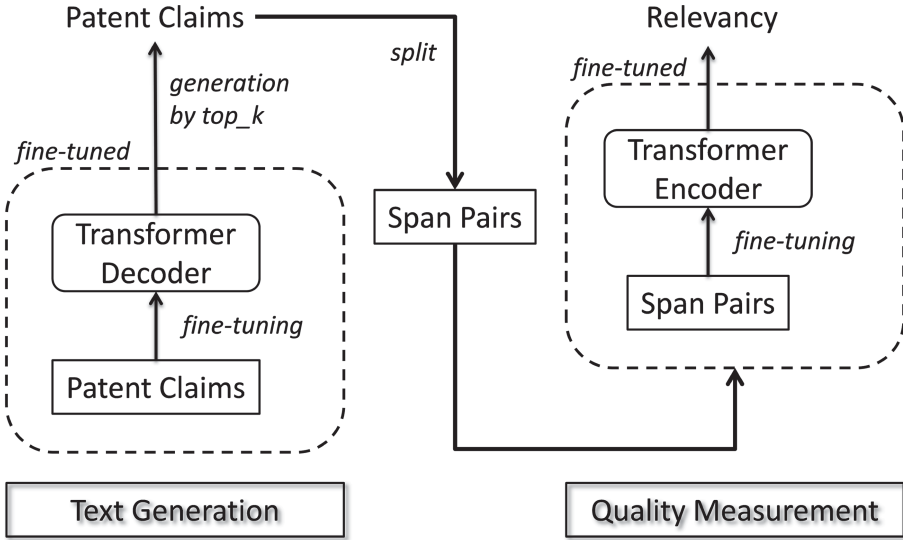 Patent Claims
generation
by top_k
fine-tuned
Transformer
Decoder
fine-tuning
Patent Claims
Text Generation
split
Span Pairs
Relevancy
fine-tuned
Transformer
Encoder
fine-tuning
Span Pairs
Quality Measurement